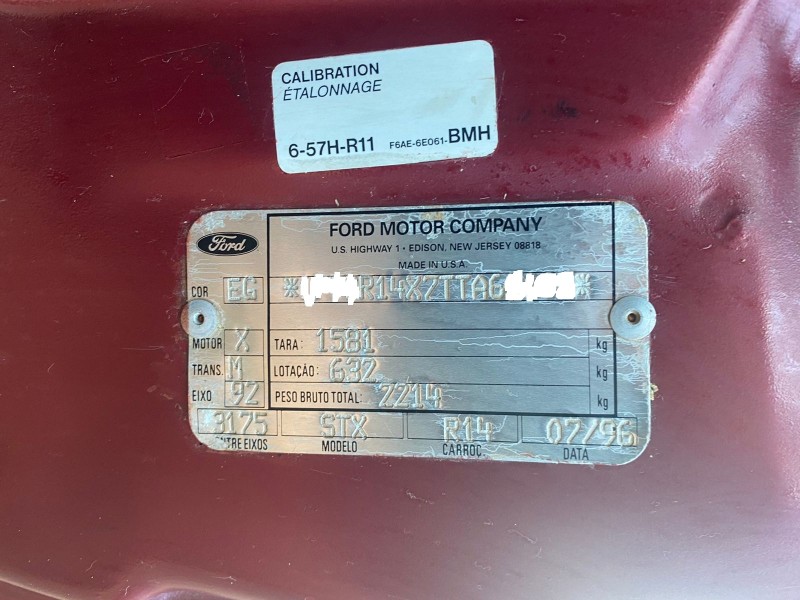 CALIBRATION
ÉTALONNAGE
6-57H-R11 F6AE-6E061-BMH
Ford
FORD MOTOR COMPANY
U.S. HIGHWAY 1 • EDISON, NEW JERSEY 08818
MADE IN U.S.A
COR EG * R14X2TTA6 *
MOTOR X TARA: 1581 kg
TRANS. M LOTAÇÃO: 632 kg
EIXO 92 PESO BRUTO TOTAL: 2214 kg
3175 STX R14 07/96
ENTRE EIXOS MODELO CARROÇ. DATA